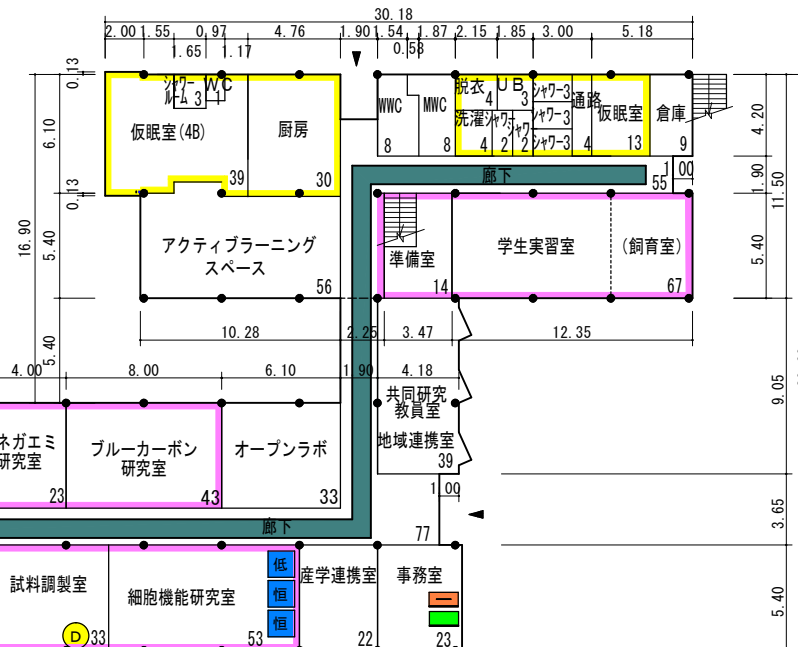 30.18
2.00 1.55 0.97 4.76 1.90 1.54 1.87 2.15 1.85 3.00 5.18
1.65 1.17 0.58
0.13
6.10
0.13
16.90
5.40
5.40
シャワー
ルーム 3
WC
1
仮眠室(4B)
39
厨房
30
WWC
8
MWC
8
脱衣
4
UB
3
シャワー3
シャワー3
シャワー3
洗濯
4
シャワー
2
シャワー
2
通路
4
仮眠室
13
倉庫
9
4.20
1.90
11.50
5.40
廊下
1.00
55
アクティブラーニング
スペース
56
準備室
14
学生実習室
(飼育室)
67
10.28 2.25 3.47 12.35
4.00 8.00 6.10 1.90 4.18
共同研究
教員室
地域連携室
39
9.05
ネガエミ
研究室
23
ブルーカーボン
研究室
43
オープンラボ
33
1.00
3.65
廊下
77
試料調製室
D
33
細胞機能研究室
53
低
恒
恒
産学連携室
22
事務室
23
5.40